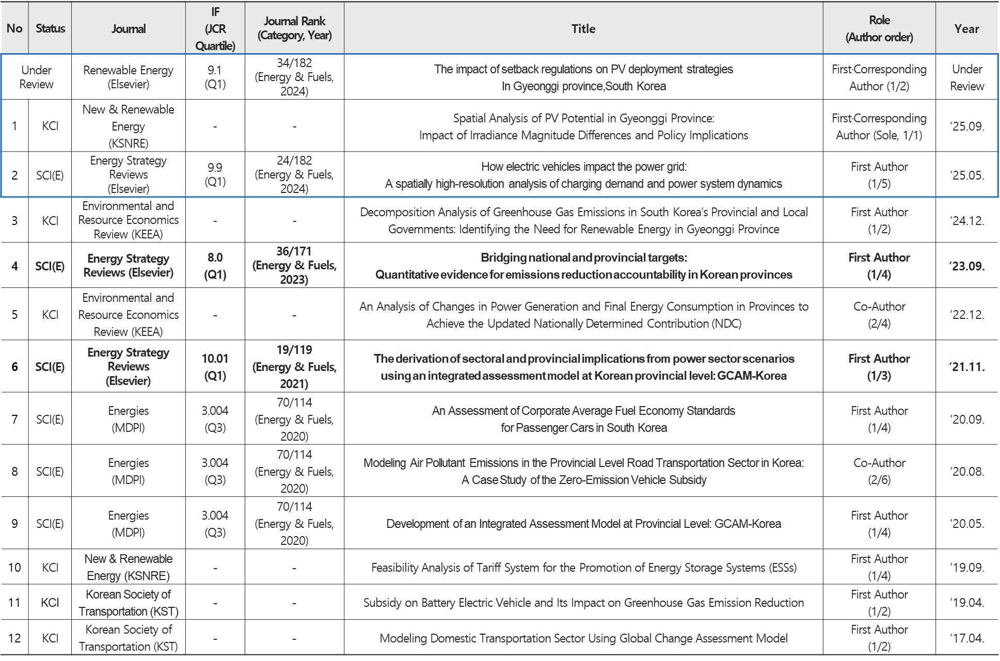 No
Status
Journal
IF
(JCR
Quartile)
Journal Rank
(Category, Year)
Title
Role
(Author order)
Year
Under
Review
Renewable Energy
(Elsevier)
9.1
(Q1)
34/182
(Energy & Fuels,
2024)
The impact of setback regulations on PV deployment strategies
In Gyeonggi province,South Korea
First·Corresponding
Author (1/2)
Under
Review
1
KCI
New & Renewable
Energy
(KSNRE)
-
-
Spatial Analysis of PV Potential in Gyeonggi Province:
Impact of Irradiance Magnitude Differences and Policy Implications
First·Corresponding
Author (Sole, 1/1)
’25.09.
2
SCI(E)
Energy Strategy
Reviews
(Elsevier)
9.9
(Q1)
24/182
(Energy & Fuels,
2024)
How electric vehicles impact the power grid:
A spatially high-resolution analysis of charging demand and power system dynamics
First Author
(1/5)
’25.05.
3
KCI
Environmental and
Resource Economics
Review (KEEA)
-
-
Decomposition Analysis of Greenhouse Gas Emissions in South Korea’s Provincial and Local
Governments: Identifying the Need for Renewable Energy in Gyeonggi Province
First Author
(1/2)
’24.12.
4
SCI(E)
Energy Strategy
Reviews (Elsevier)
8.0
(Q1)
36/171
(Energy & Fuels,
2023)
Bridging national and provincial targets:
Quantitative evidence for emissions reduction accountability in Korean provinces
First Author
(1/4)
‘23.09.
5
KCI
Environmental and
Resource Economics
Review (KEEA)
-
-
An Analysis of Changes in Power Generation and Final Energy Consumption in Provinces to
Achieve the Updated Nationally Determined Contribution (NDC)
Co-Author
(2/4)
’22.12.
6
SCI(E)
Energy Strategy
Reviews
(Elsevier)
10.01
(Q1)
19/119
(Energy & Fuels,
2021)
The derivation of sectoral and provincial implications from power sector scenarios
using an integrated assessment model at Korean provincial level: GCAM-Korea
First Author
(1/3)
‘21.11.
7
SCI(E)
Energies
(MDPI)
3.004
(Q3)
70/114
(Energy & Fuels,
2020)
An Assessment of Corporate Average Fuel Economy Standards
for Passenger Cars in South Korea
First Author
(1/4)
’20.09.
8
SCI(E)
Energies
(MDPI)
3.004
(Q3)
70/114
(Energy & Fuels,
2020)
Modeling Air Pollutant Emissions in the Provincial Level Road Transportation Sector in Korea:
A Case Study of the Zero-Emission Vehicle Subsidy
Co-Author
(2/6)
’20.08.
9
SCI(E)
Energies
(MDPI)
3.004
(Q3)
70/114
(Energy & Fuels,
2020)
Development of an Integrated Assessment Model at Provincial Level: GCAM-Korea
First Author
(1/4)
’20.05.
10
KCI
New & Renewable
Energy (KSNRE)
-
-
Feasibility Analysis of Tariff System for the Promotion of Energy Storage Systems (ESSs)
First Author
(1/4)
’19.09.
11
KCI
Korean Society of
Transportation (KST)
-
-
Subsidy on Battery Electric Vehicle and Its Impact on Greenhouse Gas Emission Reduction
First Author
(1/2)
’19.04.
12
KCI
Korean Society of
Transportation (KST)
-
-
Modeling Domestic Transportation Sector Using Global Change Assessment Model
First Author
(1/2)
’17.04.